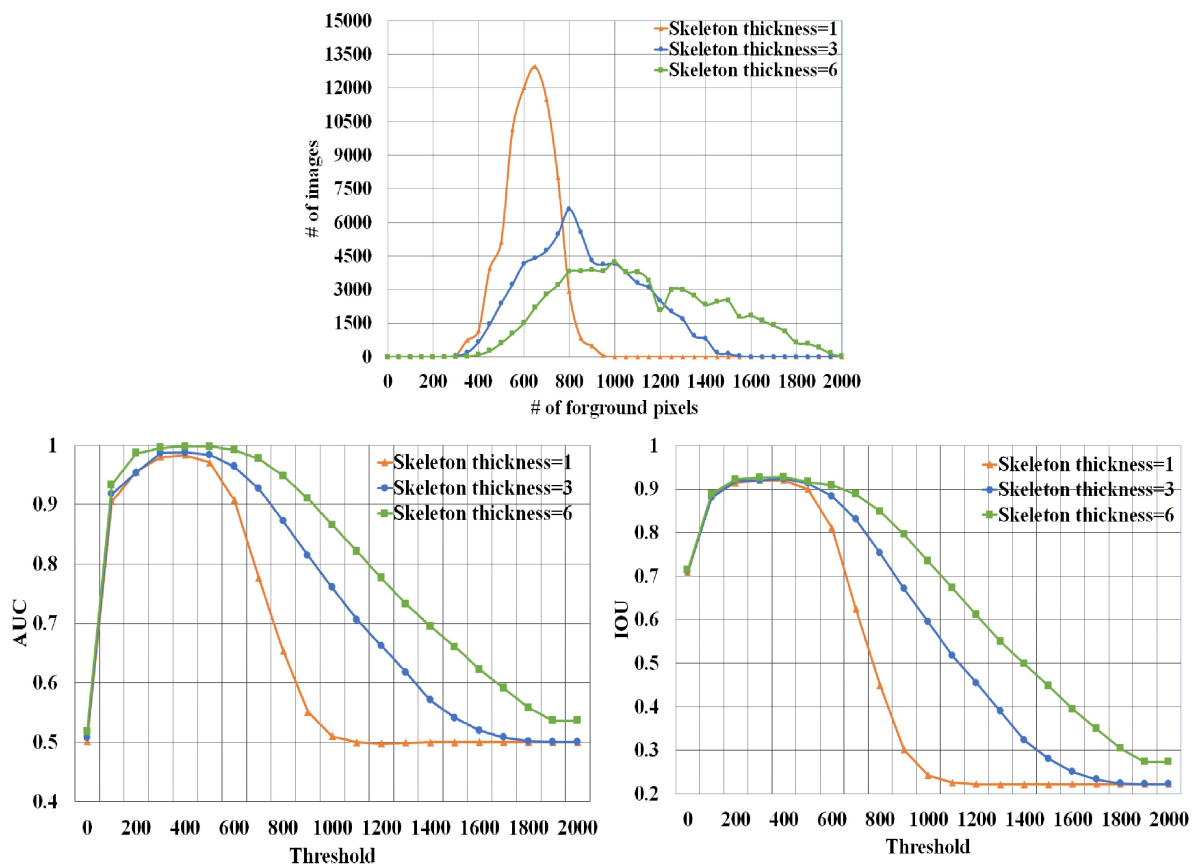 15000
13500
12000
10500
9000
7500
6000
4500
3000
1500
0
# of images
Skeleton thickness=1
Skeleton thickness=3
Skeleton thickness=6
0 200 400 600 800 1000 1200 1400 1600 1800 2000
# of forground pixels
1
0.9
0.8
0.7
0.6
0.5
0.4
AUC
Skeleton thickness=1
Skeleton thickness=3
Skeleton thickness=6
0 200 400 600 800 1000 1200 1400 1600 1800 2000
Threshold
1
0.9
0.8
0.7
0.6
0.5
0.4
0.3
0.2
IOU
Skeleton thickness=1
Skeleton thickness=3
Skeleton thickness=6
0 200 400 600 800 1000 1200 1400 1600 1800 2000
Threshold